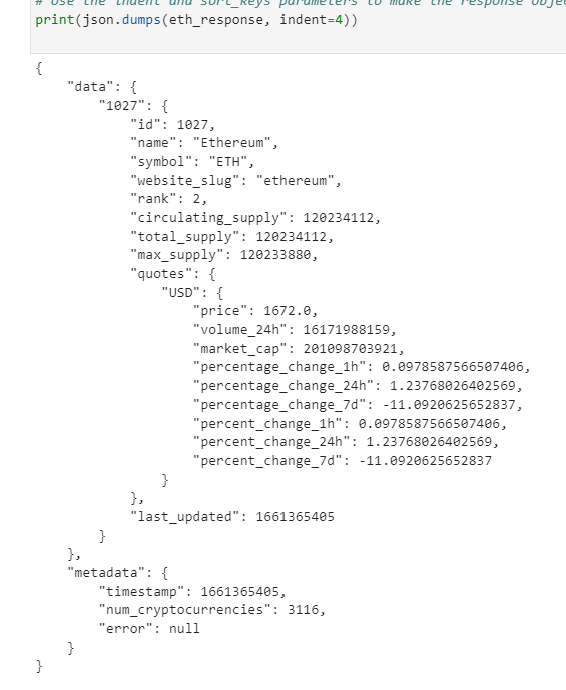 # Use the indent and sort_keys parameters to make the response obje
print(json.dumps(eth_response, indent=4))
{
    "data": {
        "1027": {
            "id": 1027,
            "name": "Ethereum",
            "symbol": "ETH",
            "website_slug": "ethereum",
            "rank": 2,
            "circulating_supply": 120234112,
            "total_supply": 120234112,
            "max_supply": 120233880,
            "quotes": {
                "USD": {
                    "price": 1672.0,
                    "volume_24h": 16171988159,
                    "market_cap": 201098703921,
                    "percentage_change_1h": 0.0978587566507406,
                    "percentage_change_24h": 1.23768026402569,
                    "percentage_change_7d": -11.0920625652837,
                    "percent_change_1h": 0.0978587566507406,
                    "percent_change_24h": 1.23768026402569,
                    "percent_change_7d": -11.0920625652837
                }
            },
            "last_updated": 1661365405
        }
    },
    "metadata": {
        "timestamp": 1661365405,
        "num_cryptocurrencies": 3116,
        "error": null
    }
}